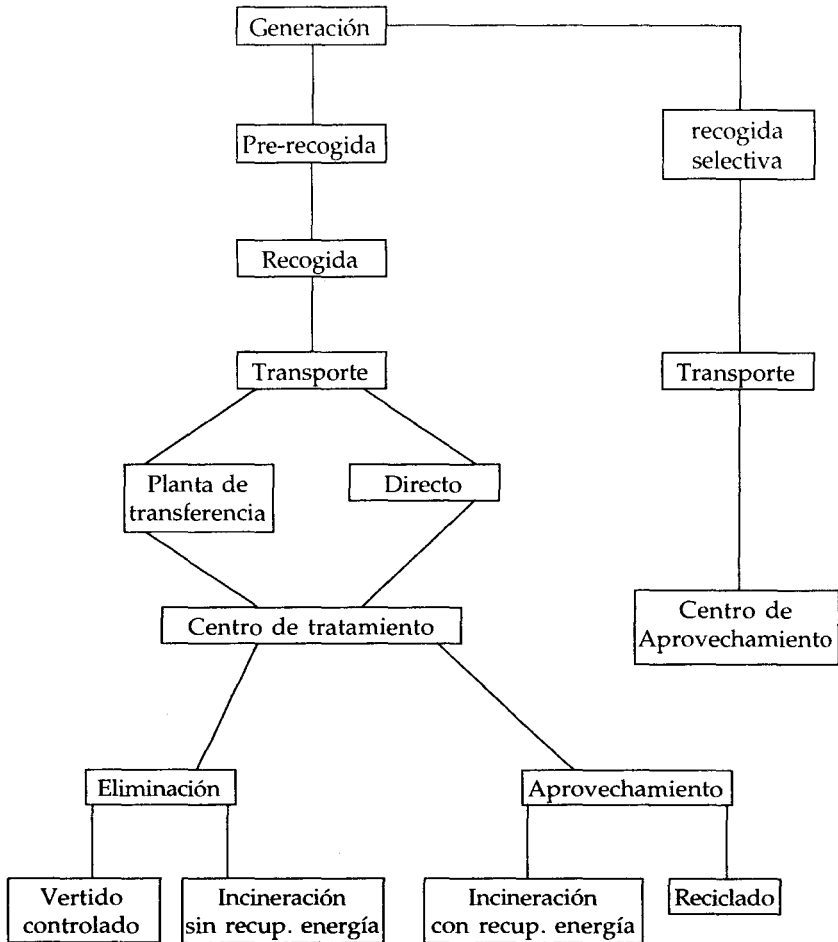 Generación
Pre-recogida
recogida
selectiva
Recogida
Transporte
Transporte
Planta de
transferencia
Directo
Centro de tratamiento
Centro de
Aprovechamiento
Eliminación
Aprovechamiento
Vertido
controlado
Incineración
sin recup. energía
Incineración
con recup. energía
Reciclado